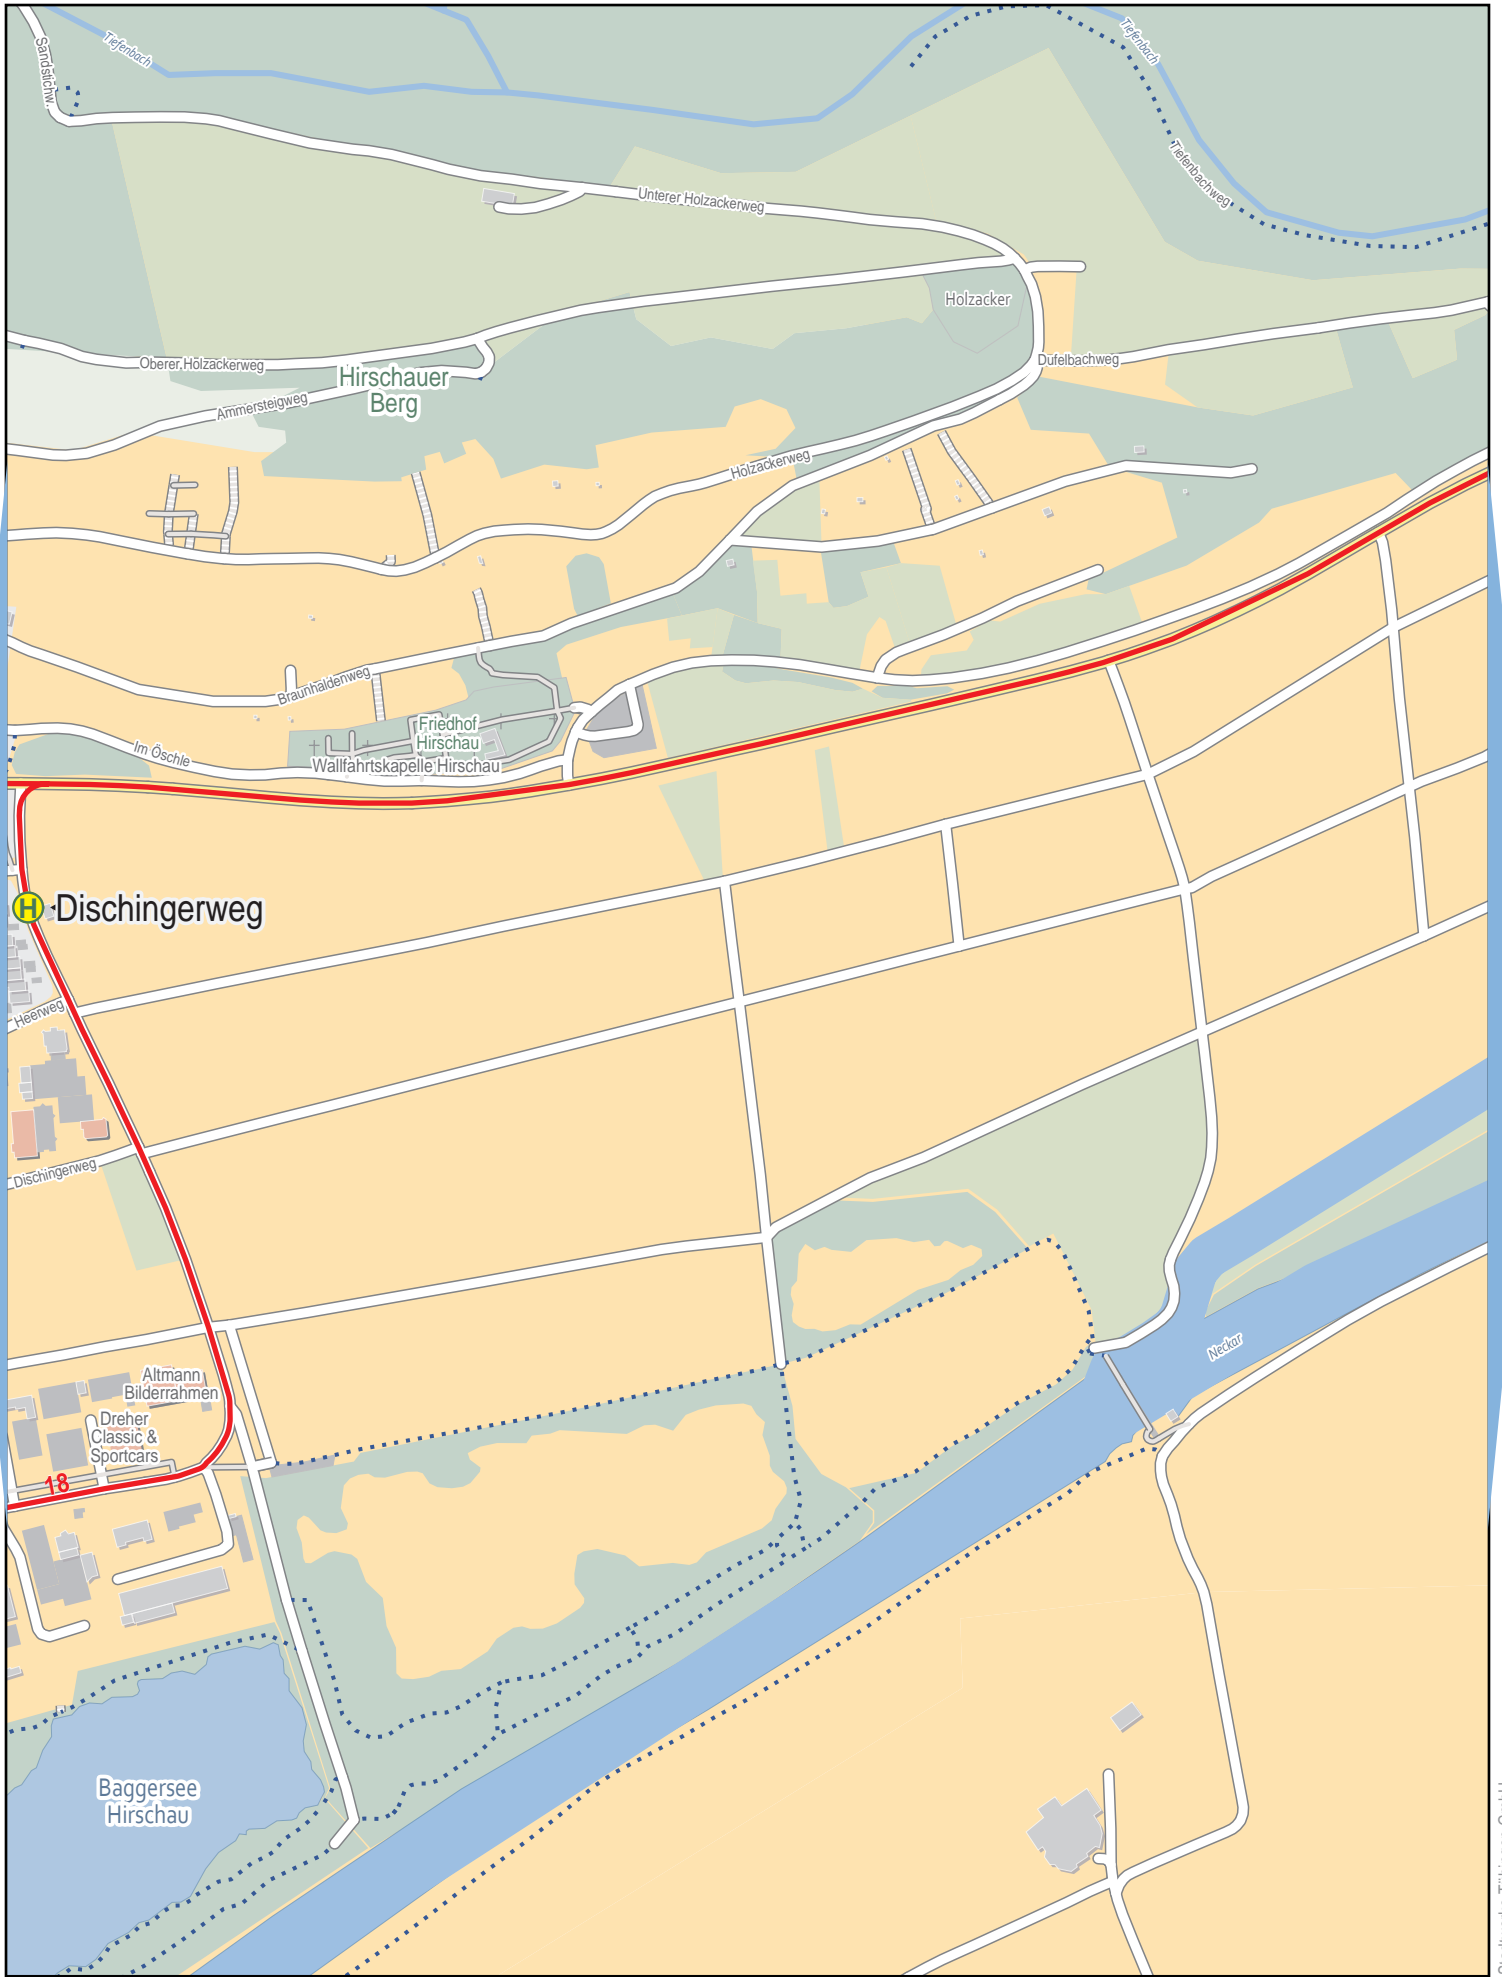 Sandstichw.
Tiefenbach
Tiefenbach
Tiefenbachweg
Unterer Holzackerweg
Holzacker
Oberer Holzackerweg
Hirschauer
Berg
Dufelbachweg
Ammersteigweg
Holzackerweg
Braunhaldenweg
Friedhof
Hirschau
Im Öschle
Wallfahrtskapelle Hirschau
H
Dischingerweg
Heerweg
Dischingerweg
Neckar
Altmann
Bilderrahmen
Dreher
Classic &
Sportcars
18
Baggersee
Hirschau